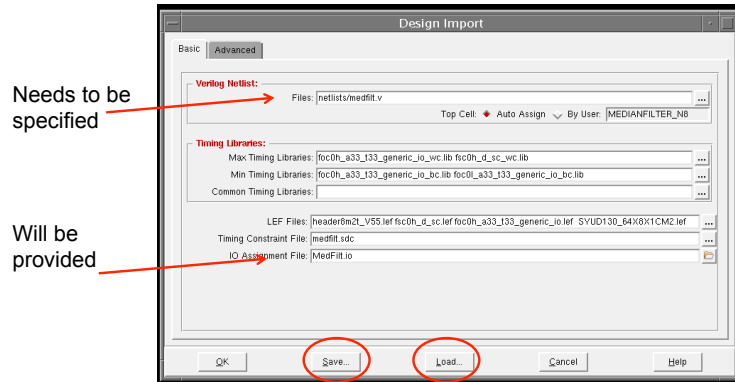 Design Import
Basic Advanced
Verilog Netlist:
Needs to be specified
Files: netlists/medfilt.v ...
Top Cell: Auto Assign By User: MEDIANFILTER_N8
Timing Libraries:
Max Timing Libraries: foc0h_a33_t33_generic_io_wc.lib fsc0h_d_sc_wc.lib ...
Min Timing Libraries: foc0h_a33_t33_generic_io_bc.lib foc0l_a33_t33_generic_io_bc.lib ...
Common Timing Libraries: ...
LEF Files: header8m2t_V55.lef fsc0h_d_sc.lef foc0h_a33_t33_generic_io.lef SYUD130_64X8X1CM2.lef ...
Will be provided
Timing Constraint File: medfilt.sdc ...
IO Assignment File: MedFilt.io
OK Save... Load... Cancel Help